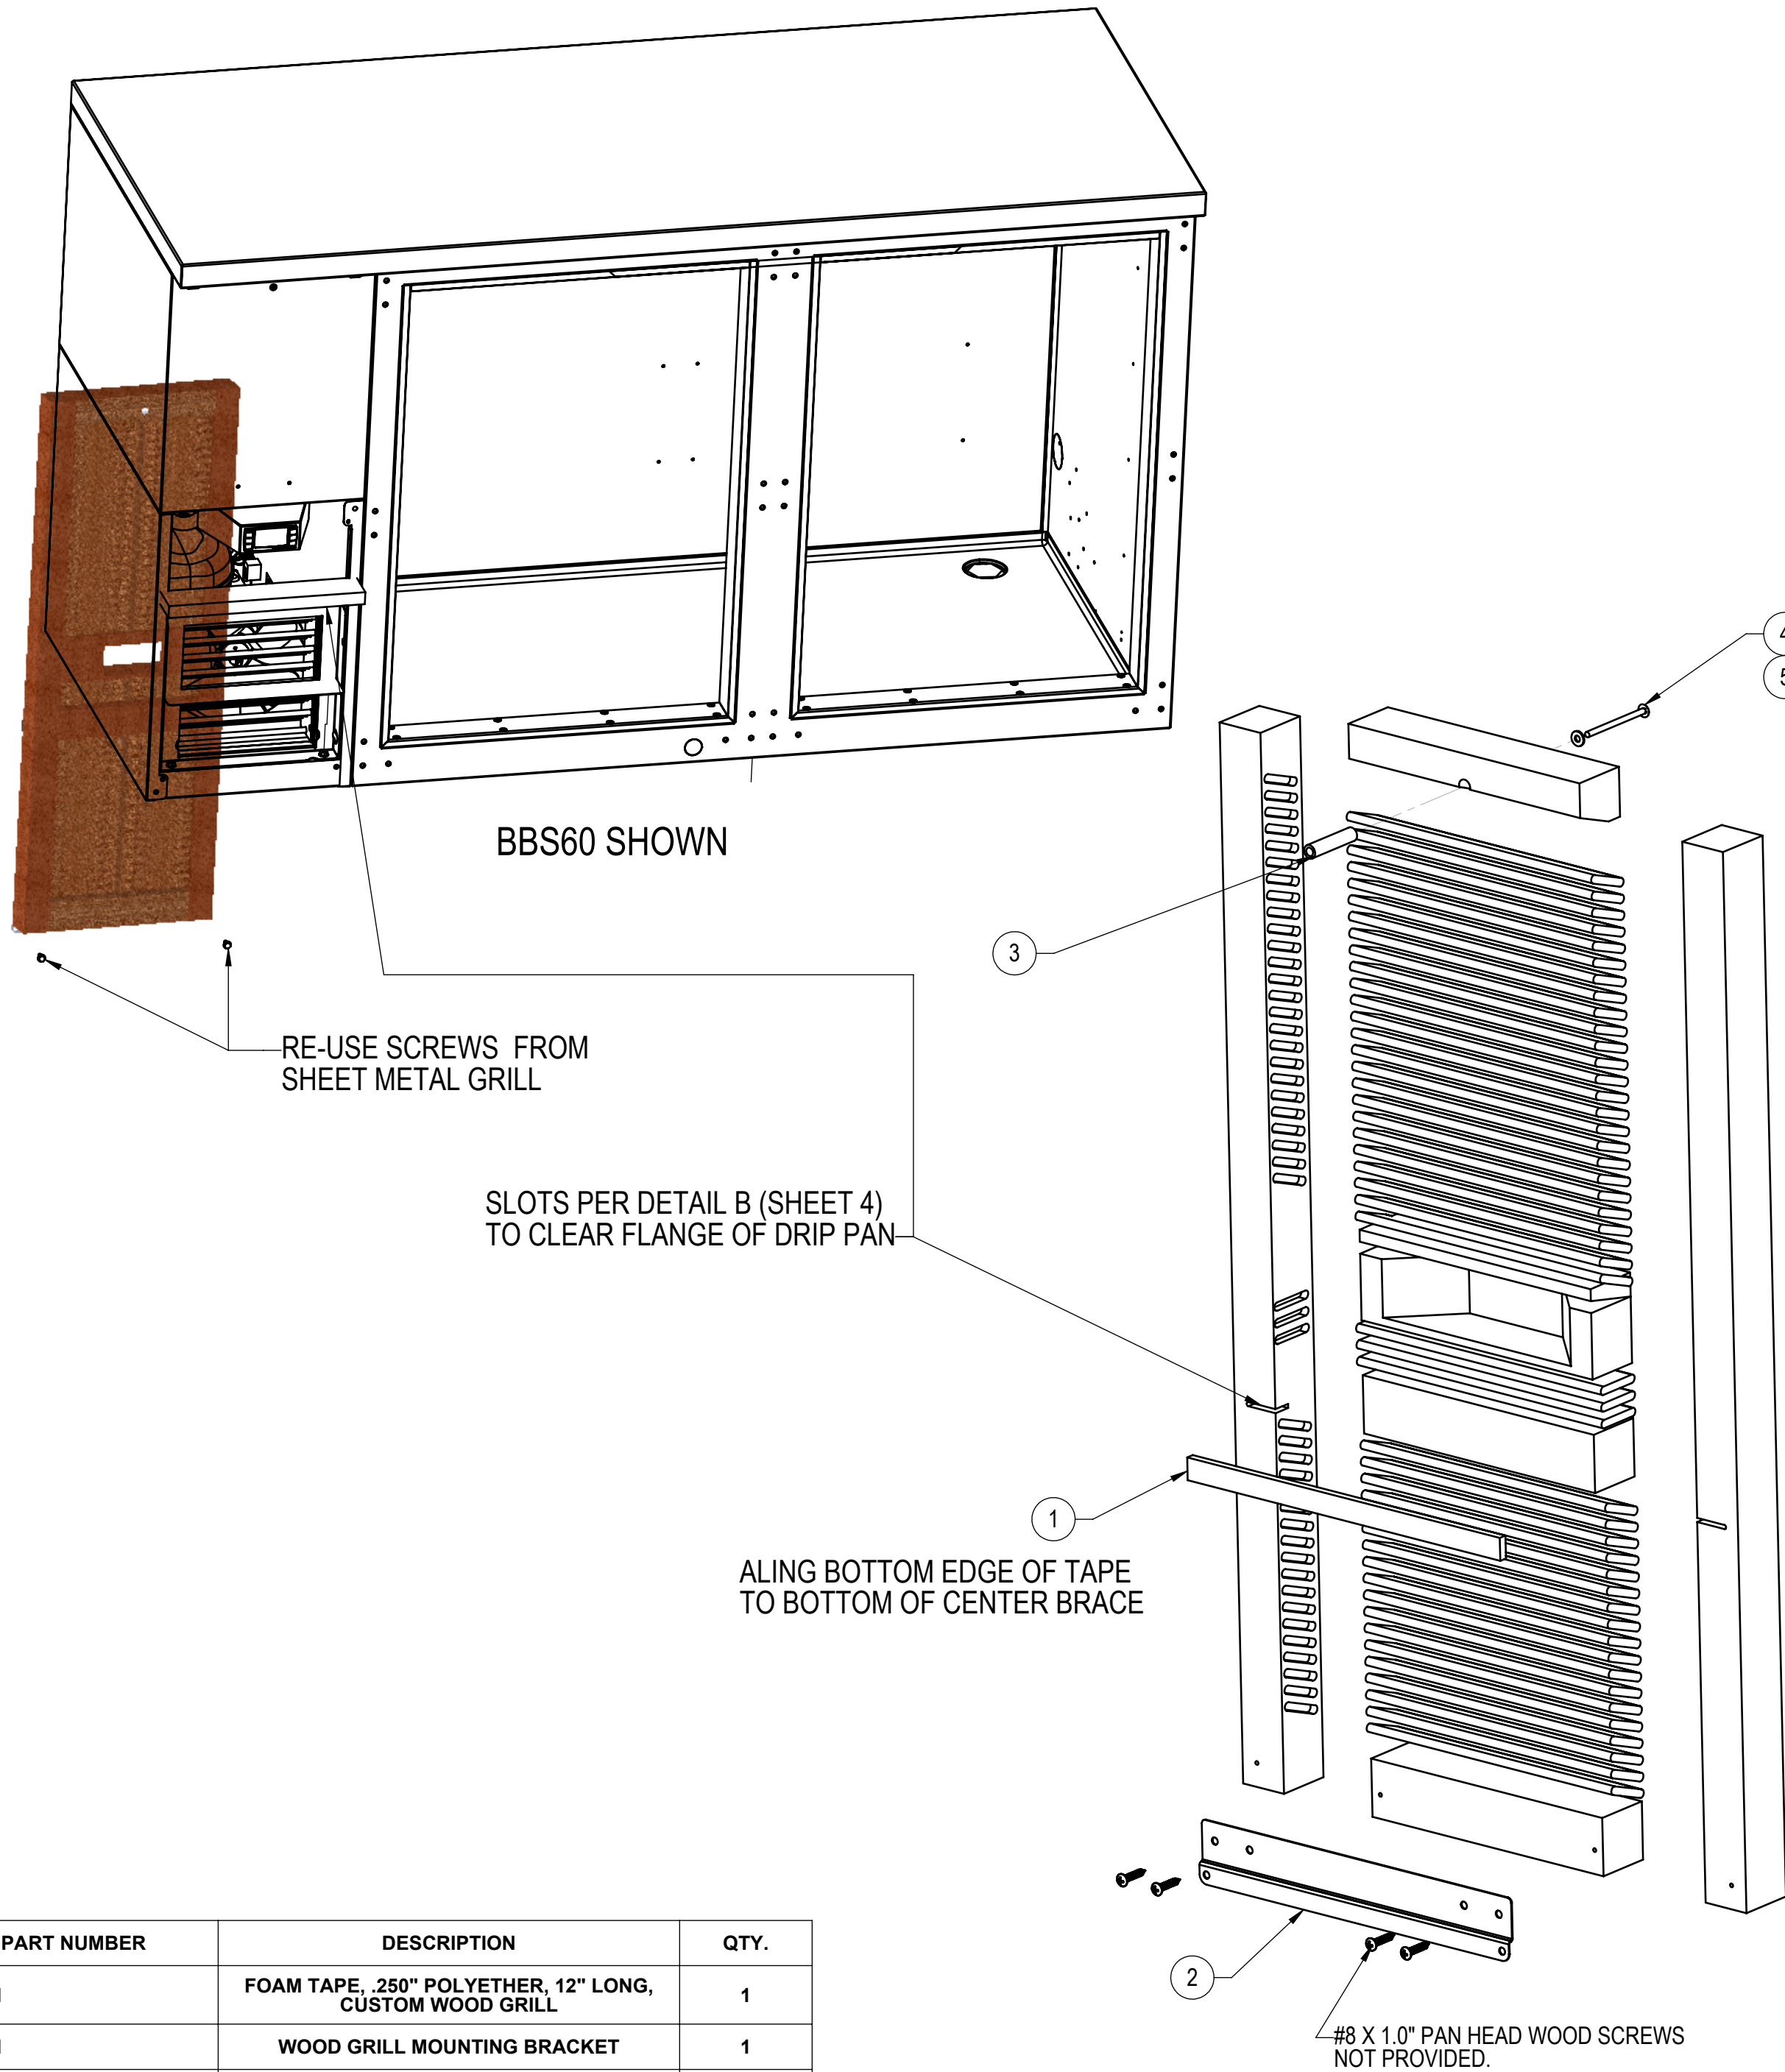 4
5
BBS60 SHOWN
3
RE-USE SCREWS FROM
SHEET METAL GRILL
SLOTS PER DETAIL B (SHEET 4)
TO CLEAR FLANGE OF DRIP PAN
1
ALING BOTTOM EDGE OF TAPE
TO BOTTOM OF CENTER BRACE
2
#8 X 1.0" PAN HEAD WOOD SCREWS
NOT PROVIDED.
PART NUMBER DESCRIPTION QTY.
FOAM TAPE, .250" POLYETHER, 12" LONG,
CUSTOM WOOD GRILL 1
WOOD GRILL MOUNTING BRACKET 1